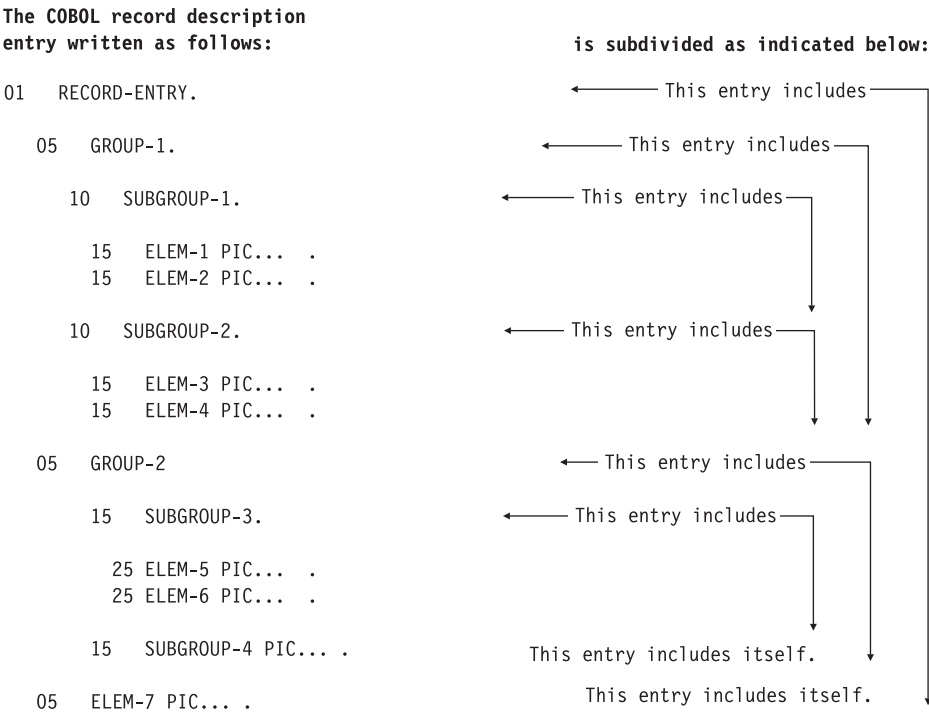 The COBOL record description
entry written as follows: is subdivided as indicated below:
01 RECORD-ENTRY. This entry includes
05 GROUP-1. This entry includes
10 SUBGROUP-1. This entry includes
15 ELEM-1 PIC... .
15 ELEM-2 PIC... .
10 SUBGROUP-2. This entry includes
15 ELEM-3 PIC... .
15 ELEM-4 PIC... .
05 GROUP-2 This entry includes
15 SUBGROUP-3. This entry includes
25 ELEM-5 PIC... .
25 ELEM-6 PIC... .
15 SUBGROUP-4 PIC... . This entry includes itself.
05 ELEM-7 PIC... . This entry includes itself.